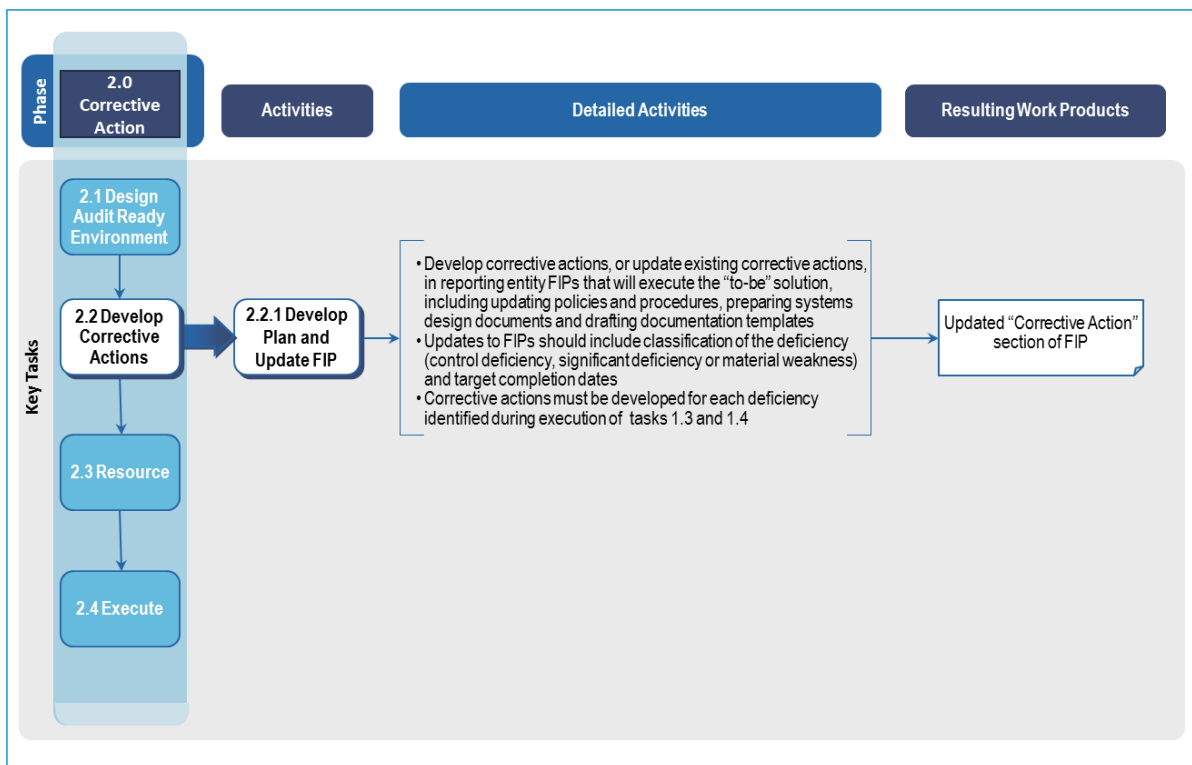 Phase
2.0
Corrective
Action
Activities
Detailed Activities
Resulting Work Products
Key Tasks
2.1 Design
Audit Ready
Environment
2.2 Develop
Corrective
Actions
2.2.1 Develop
Plan and
Update FIP
• Develop corrective actions, or update existing corrective actions,
in reporting entity FIPs that will execute the “to-be” solution,
including updating policies and procedures, preparing systems
design documents and drafting documentation templates
• Updates to FIPs should include classification of the deficiency
(control deficiency, significant deficiency or material weakness)
and target completion dates
• Corrective actions must be developed for each deficiency
identified during execution of tasks 1.3 and 1.4
Updated “Corrective Action”
section of FIP
2.3 Resource
2.4 Execute